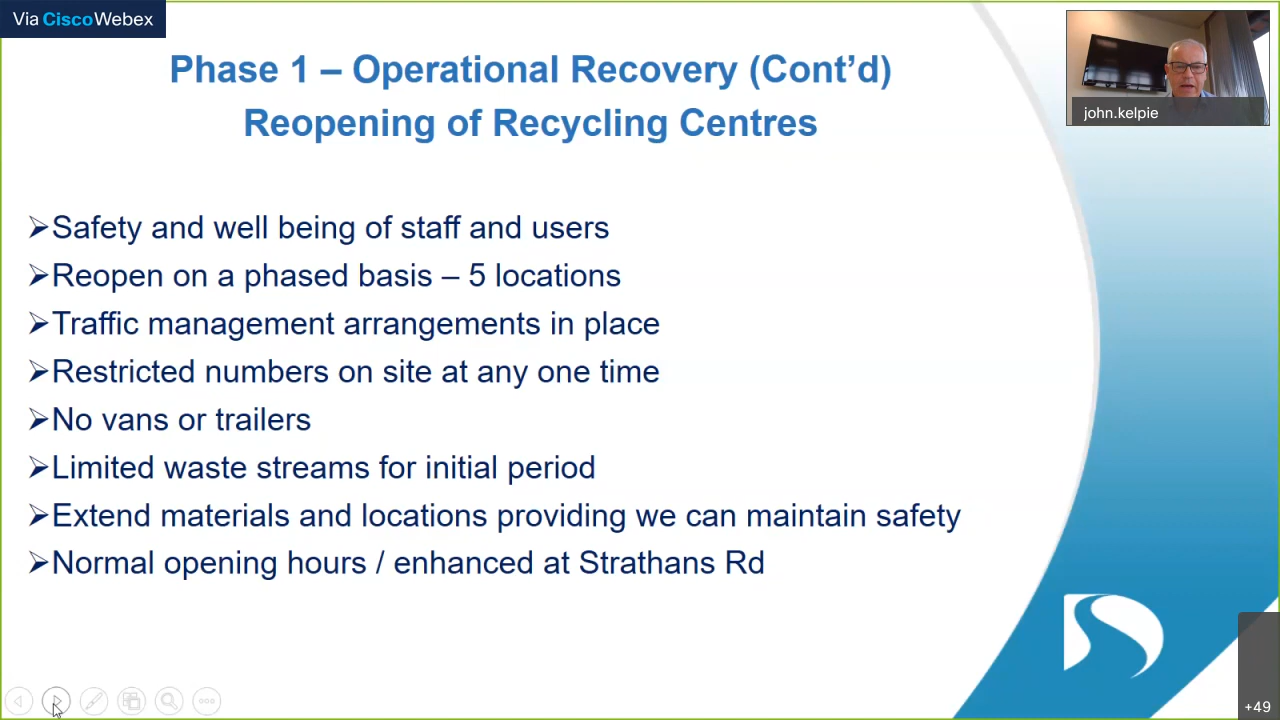 Via CiscoWebex
Phase 1 – Operational Recovery (Cont’d)
Reopening of Recycling Centres
john.kelpie
➢Safety and well being of staff and users
➢Reopen on a phased basis – 5 locations
➢Traffic management arrangements in place
➢Restricted numbers on site at any one time
➢No vans or trailers
➢Limited waste streams for initial period
➢Extend materials and locations providing we can maintain safety
➢Normal opening hours / enhanced at Strathans Rd
+49